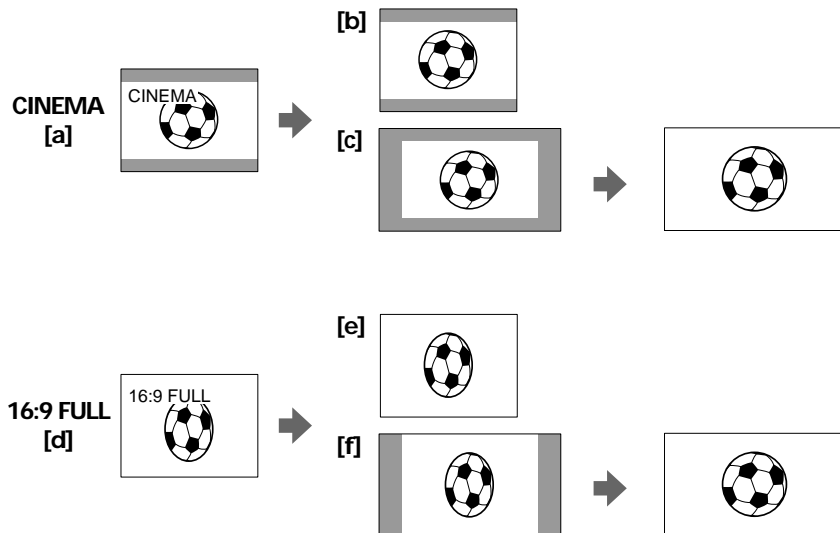 [b]
CINEMA
CINEMA
[a]
[c]
[e]
16:9 FULL
16:9 FULL
[d]
[f]